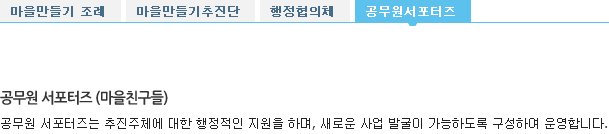 마을만들기 조례 마을만들기추진단 행정협의체 공무원서포터즈
공무원 서포터즈 (마을친구들)
공무원 서포터즈는 추진주체에 대한 행정적인 지원을 하며, 새로운 사업 발굴이 가능하도록 구성하여 운영합니다.